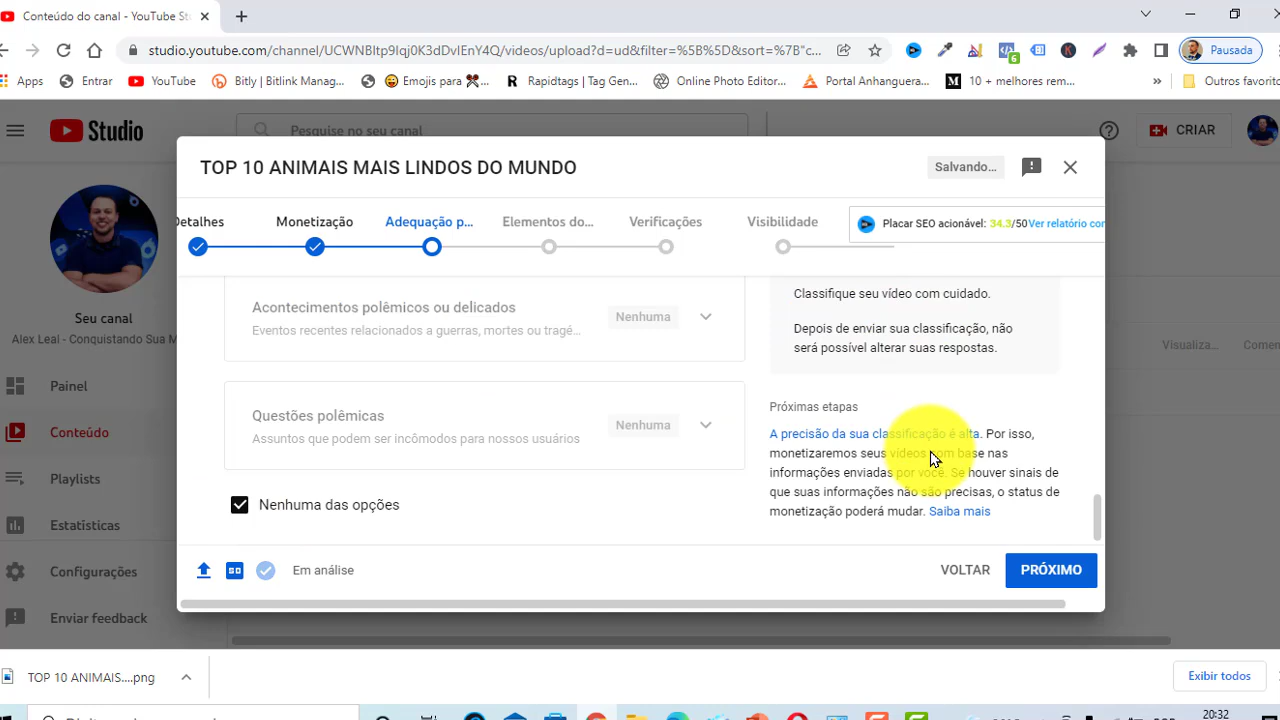 Conteúdo do canal - YouTube St
studio.youtube.com/channel/UCWNBltp9Iqj0K3dDvIEnY4Q/videos/upload?d=ud&filter=%5B%5D&sort=%7B"c...
6
Pausada
Apps
Entrar
YouTube
Bitly | Bitlink Manag...
Emojis para
Rapidtags | Tag Gen...
Online Photo Editor...
Portal Anhanguera...
10 + melhores rem...
»
Outros favorito
Studio
Pesquise no seu canal
CRIAR
TOP 10 ANIMAIS MAIS LINDOS DO MUNDO
Salvando...
Detalhes
Monetização
Adequação p...
Elementos do...
Verificações
Visibilidade
Placar SEO acionável: 34.3/50 Ver relatório con
Seu canal
Alex Leal - Conquistando Sua M
Painel
Conteúdo
Playlists
Estatísticas
Configurações
Enviar feedback
Visualiza...
Comen
Acontecimentos polêmicos ou delicados
Eventos recentes relacionados a guerras, mortes ou tragé...
Nenhuma
Questões polêmicas
Assuntos que podem ser incômodos para nossos usuários
Nenhuma
Nenhuma das opções
Classifique seu vídeo com cuidado.
Depois de enviar sua classificação, não
será possível alterar suas respostas.
Próximas etapas
A precisão da sua classificação é alta. Por isso,
monetizaremos seus vídeos com base nas
informações enviadas por você. Se houver sinais de
que suas informações não são precisas, o status de
monetização poderá mudar. Saiba mais
SD
Em análise
VOLTAR
PRÓXIMO
TOP 10 ANIMAIS....png
Exibir todos
20:32